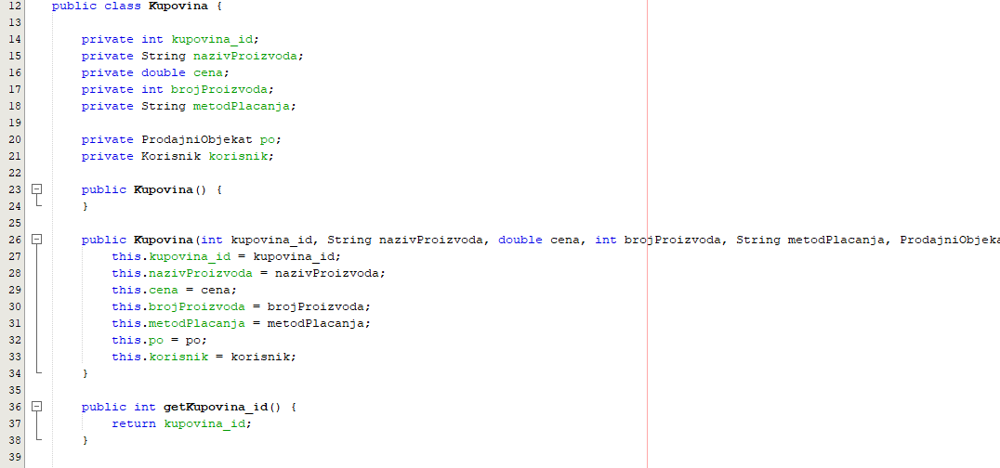 12 public class Kupovina {
13
14 private int kupovina_id;
15 private String nazivProizvoda;
16 private double cena;
17 private int brojProizvoda;
18 private String metodPlacanja;
19
20 private ProdajniObjekat po;
21 private Korisnik korisnik;
22
23 public Kupovina() {
24 }
25
26 public Kupovina(int kupovina_id, String nazivProizvoda, double cena, int brojProizvoda, String metodPlacanja, ProdajniObjeka
27 this.kupovina_id = kupovina_id;
28 this.nazivProizvoda = nazivProizvoda;
29 this.cena = cena;
30 this.brojProizvoda = brojProizvoda;
31 this.metodPlacanja = metodPlacanja;
32 this.po = po;
33 this.korisnik = korisnik;
34 }
35
36 public int getKupovina_id() {
37 return kupovina_id;
38 }
39